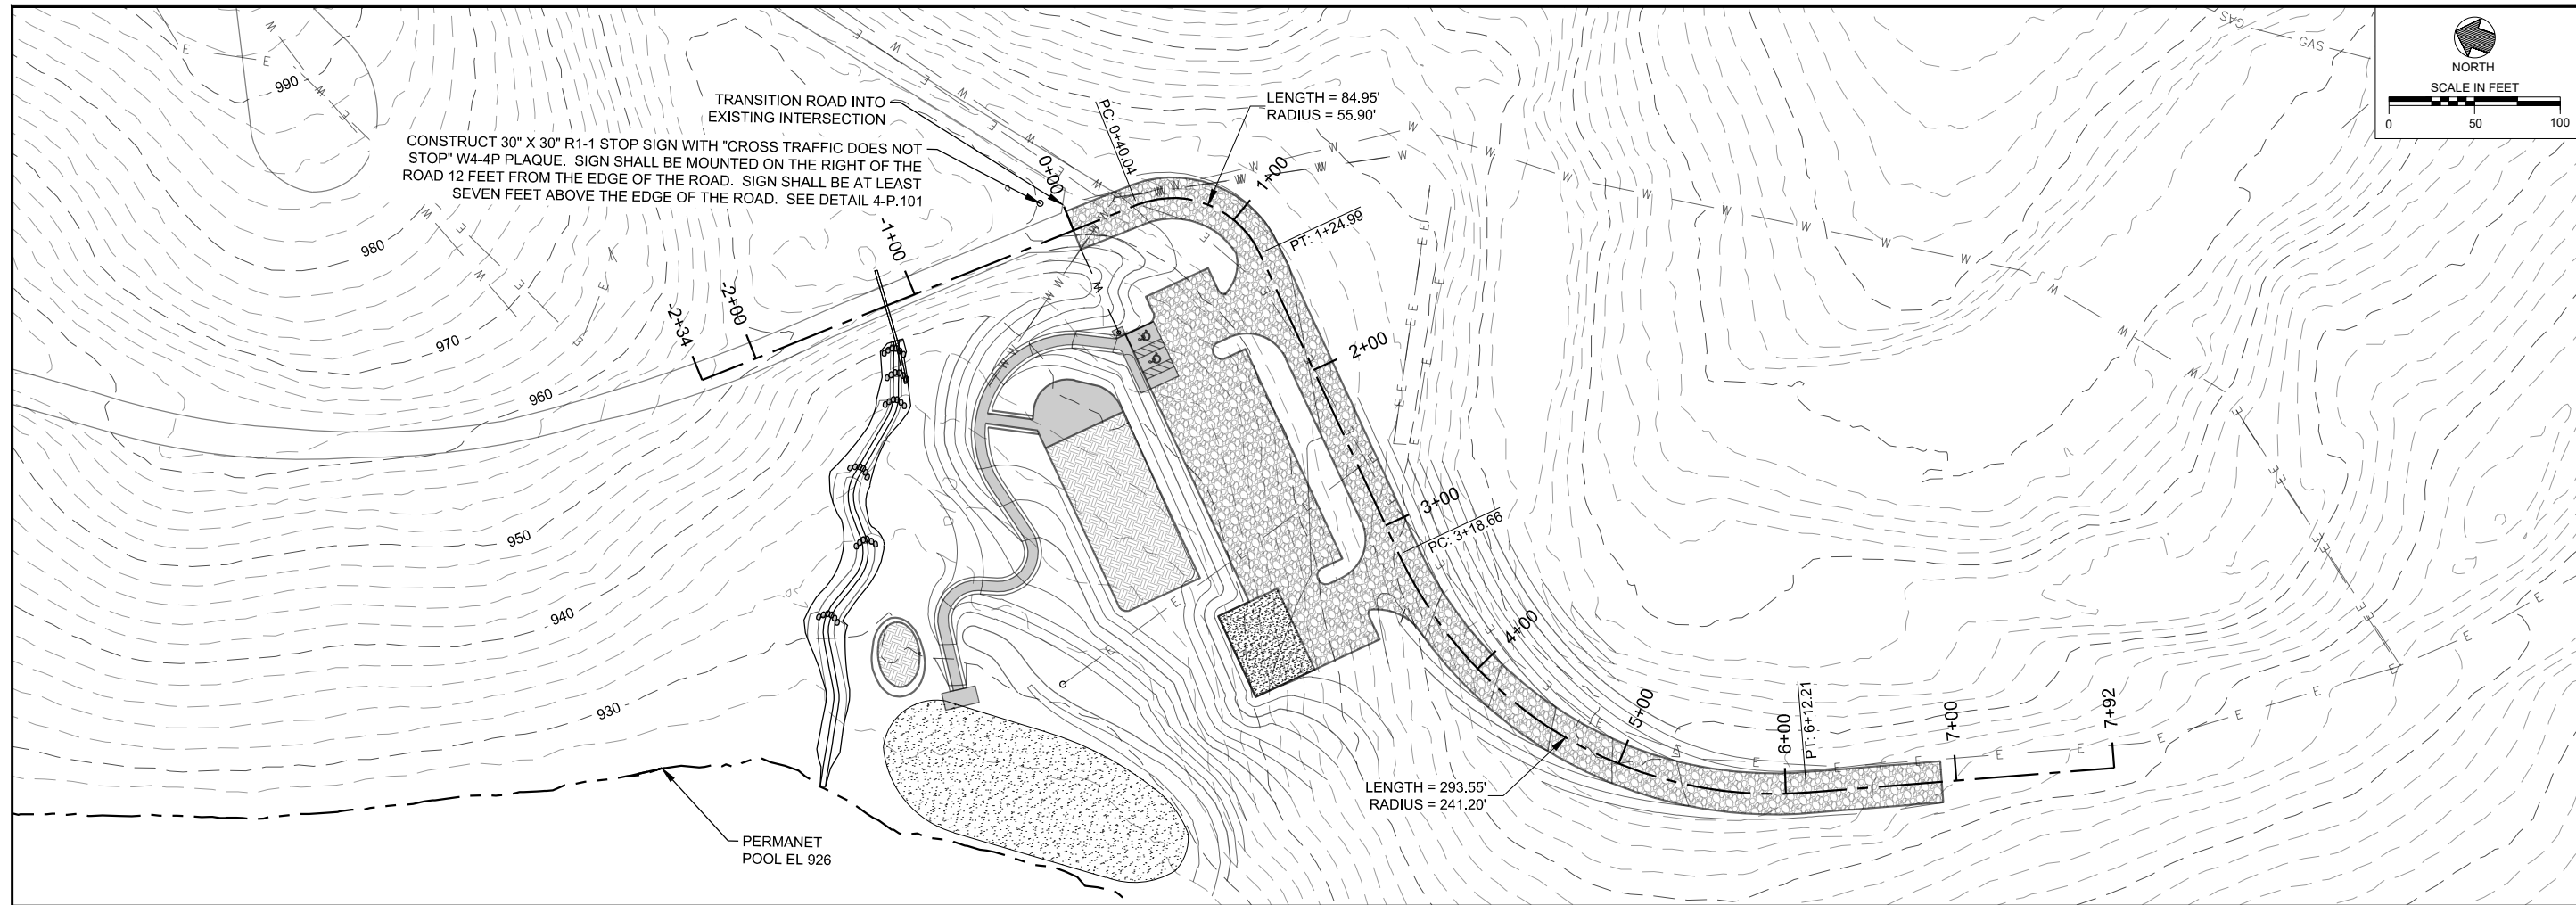 NORTH
SCALE IN FEET
0 50 100
GAS
GAS
TRANSITION ROAD INTO
EXISTING INTERSECTION
CONSTRUCT 30" X 30" R1-1 STOP SIGN WITH "CROSS TRAFFIC DOES NOT
STOP" W4-4P PLAQUE. SIGN SHALL BE MOUNTED ON THE RIGHT OF THE
ROAD 12 FEET FROM THE EDGE OF THE ROAD. SIGN SHALL BE AT LEAST
SEVEN FEET ABOVE THE EDGE OF THE ROAD. SEE DETAIL 4-P.101
LENGTH = 84.95'
RADIUS = 55.90'
PC: 0+40.04
0+00
1+00
PT: 1+24.99
-1+00
-2+00
-2+34
2+00
3+00
PC: 3+18.66
4+00
5+00
6+00
PT: 6+12.21
7+00
7+92
LENGTH = 293.55'
RADIUS = 241.20'
990
980
970
960
950
940
930
PERMANET
POOL EL 926